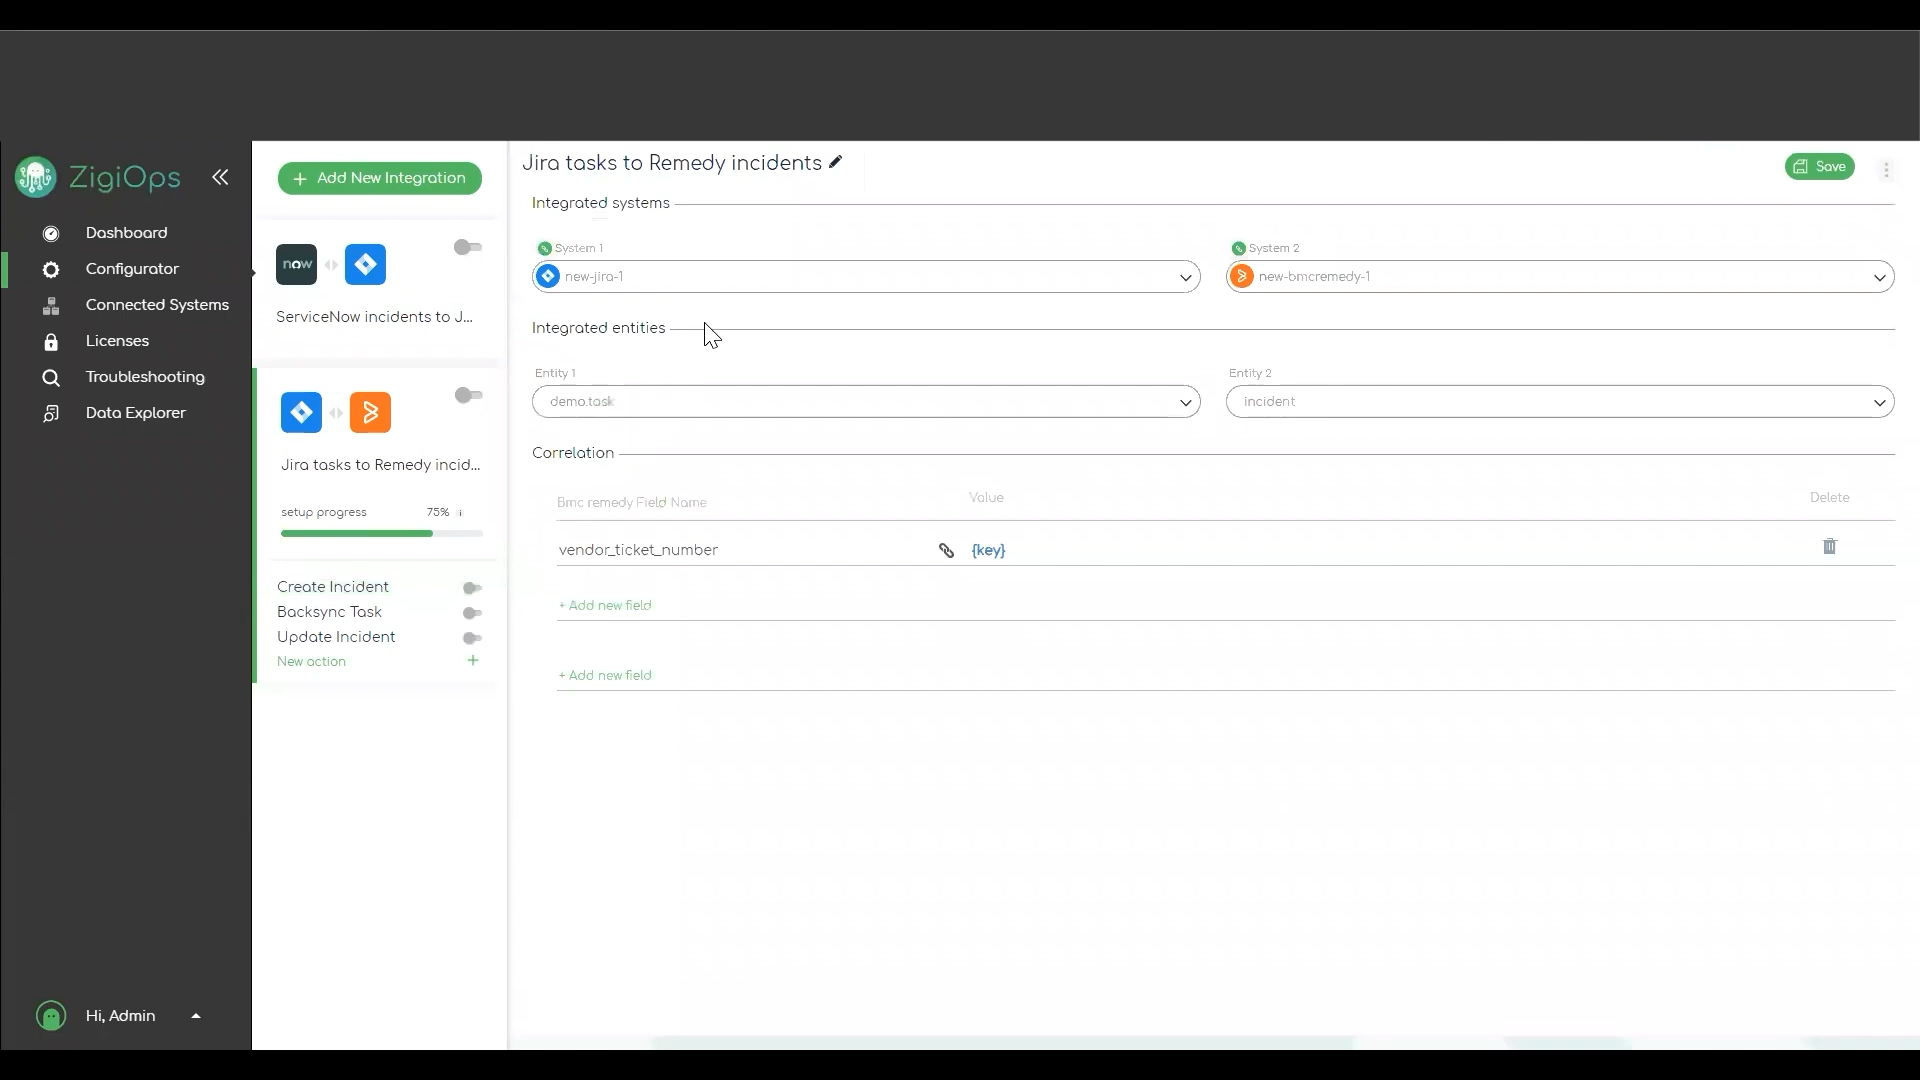 ZigiOps
Dashboard
Configurator
Connected Systems
Licenses
Troubleshooting
Data Explorer
Hi, Admin
+ Add New Integration
now
ServiceNow incidents to J...
Jira tasks to Remedy incid...
setup progress 75% i
Create Incident
Backsync Task
Update Incident
New action +
Jira tasks to Remedy incidents
Save
Integrated systems
System 1
System 2
new-jira-1
new-bmcremedy-1
Integrated entities
Entity 1
Entity 2
demo.task
incident
Correlation
Bmc remedy Field Name Value Delete
vendor_ticket_number {key}
+ Add new field
+ Add new field